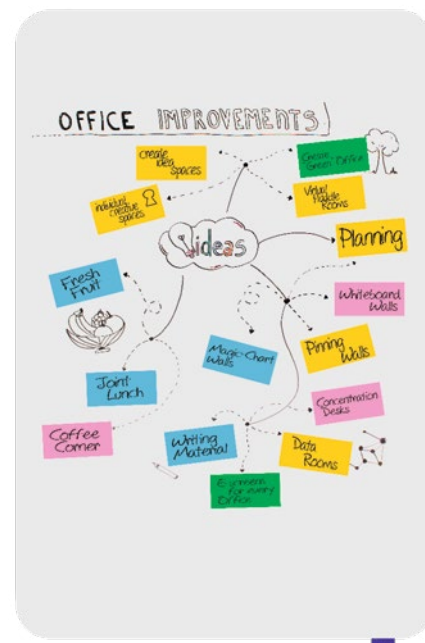 OFFICE IMPROVEMENTS
create
idea
spaces
Green Office
individual
creative
spaces
Virtual
Rooms
ideas
Planning
Fresh
Fruit
Whiteboard
Walls
Magic-Chart
Walls
Pinning
Walls
Joint
Lunch
Concentration
Desks
Coffee
Corner
Writing
Material
Data
Rooms
for every
Office